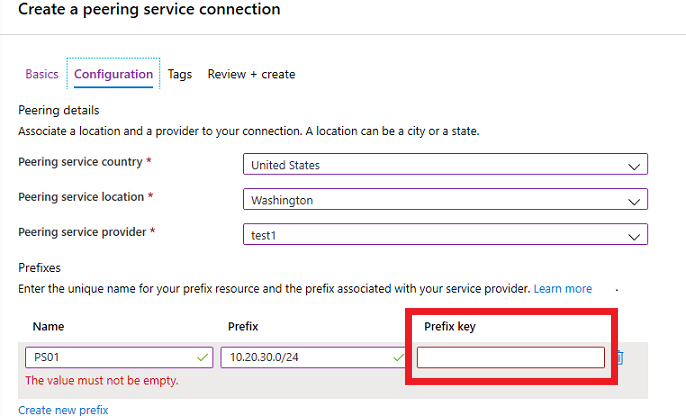 Create a peering service connection
Basics Configuration Tags Review + create
Peering details
Associate a location and a provider to your connection. A location can be a city or a state.
Peering service country * United States
Peering service location * Washington
Peering service provider * test1
Prefixes
Enter the unique name for your prefix resource and the prefix associated with your service provider. Learn more
Name Prefix Prefix key
PS01 10.20.30.0/24
The value must not be empty.
Create new prefix